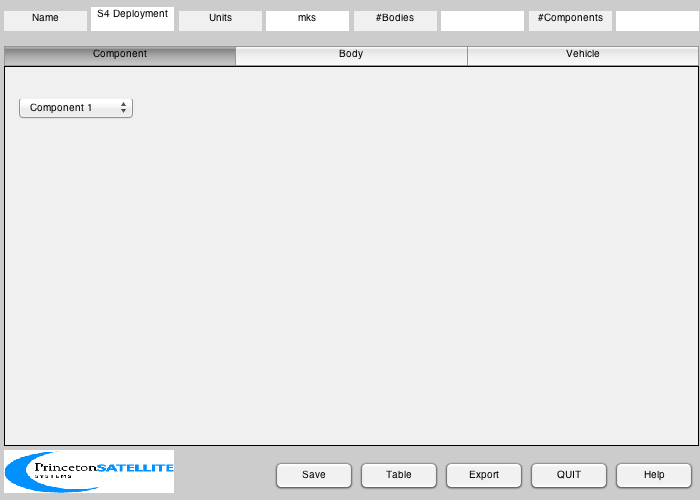 Name S4 Deployment Units mks #Bodies #Components
Component Body Vehicle
Component 1
PrincetonSATELLITE
SYSTEMS
Save Table Export QUIT Help